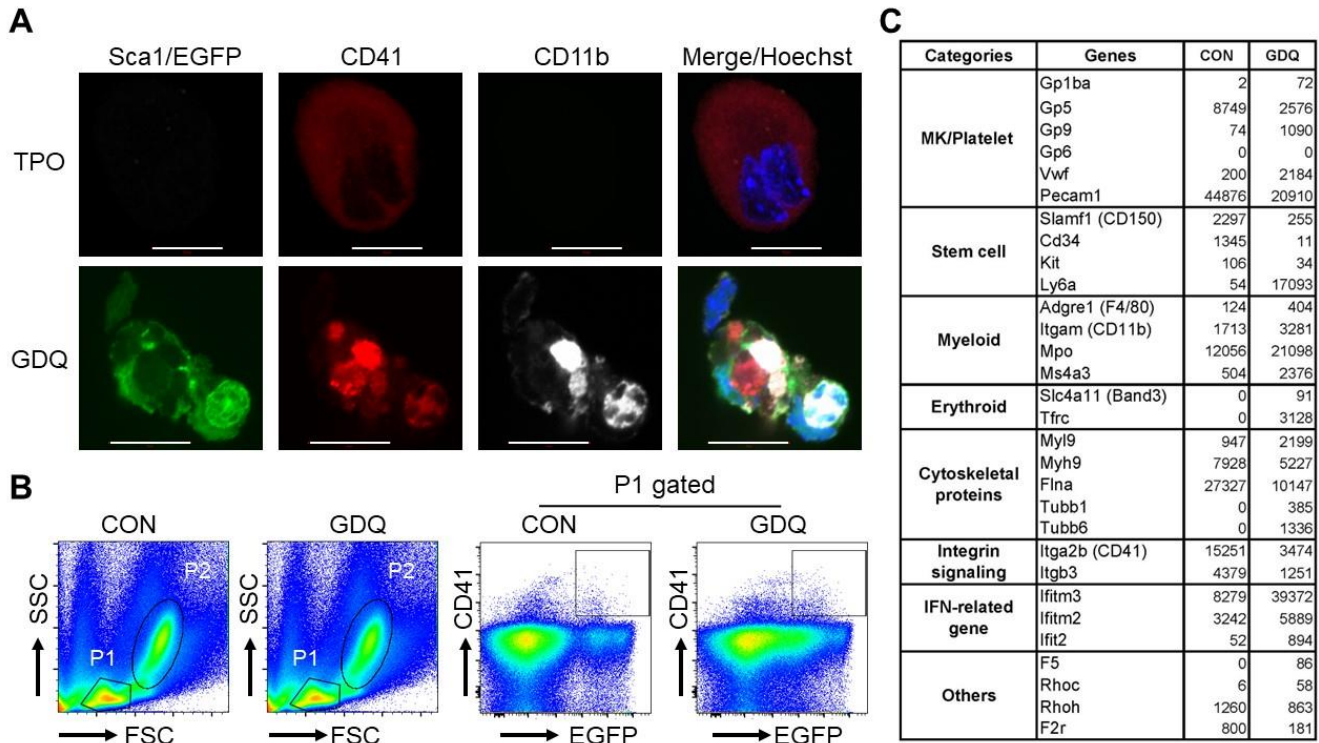 A
Sca1/EGFP CD41 CD11b Merge/Hoechst
TPO
GDQ
B
P1 gated
CON GDQ CON GDQ
SSC P2 P1 FSC
SSC P2 P1 FSC
CD41 EGFP
CD41 EGFP
C
Categories Genes CON GDQ
MK/Platelet
Gp1ba 2 72
Gp5 8749 2576
Gp9 74 1090
Gp6 0 0
Vwf 200 2184
Pecam1 44876 20910
Stem cell
Slamf1 (CD150) 2297 255
Cd34 1345 11
Kit 106 34
Ly6a 54 17093
Myeloid
Adgre1 (F4/80) 124 404
Itgam (CD11b) 1713 3281
Mpo 12056 21098
Ms4a3 504 2376
Erythroid
Slc4a11 (Band3) 0 91
Tfrc 0 3128
Cytoskeletal
proteins
Myl9 947 2199
Myh9 7928 5227
Flna 27327 10147
Tubb1 0 385
Tubb6 0 1336
Integrin
signaling
Itga2b (CD41) 15251 3474
Itgb3 4379 1251
IFN-related
gene
Ifitm3 8279 39372
Ifitm2 3242 5889
Ifit2 52 894
Others
F5 0 86
Rhoc 6 58
Rhoh 1260 863
F2r 800 181